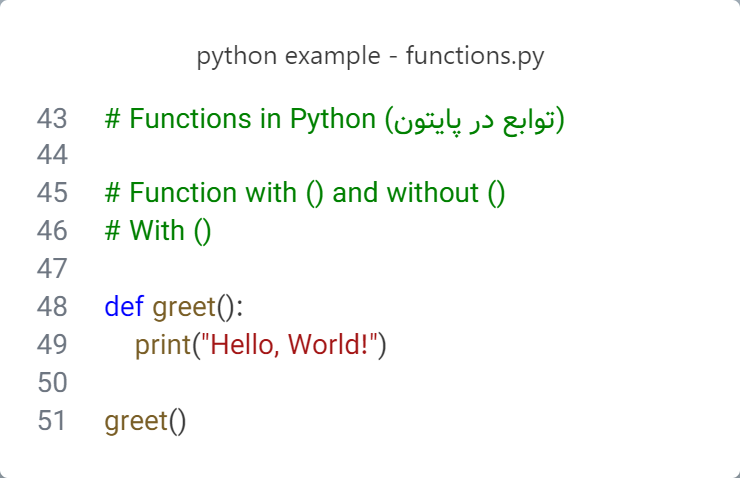 python example - functions.py
43 # Functions in Python (توابع در پایتون)
44
45 # Function with () and without ()
46 # With ()
47
48 def greet():
49     print("Hello, World!")
50
51 greet()